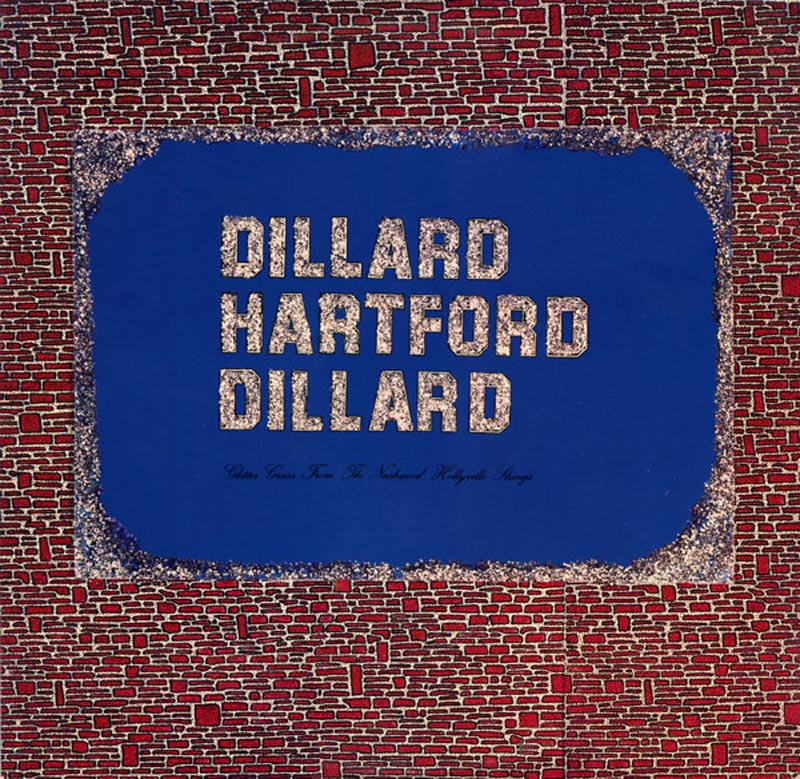 DILLARD
HARTFORD
DILLARD
Glitter Grass From The Nashwood Hollyville Strings